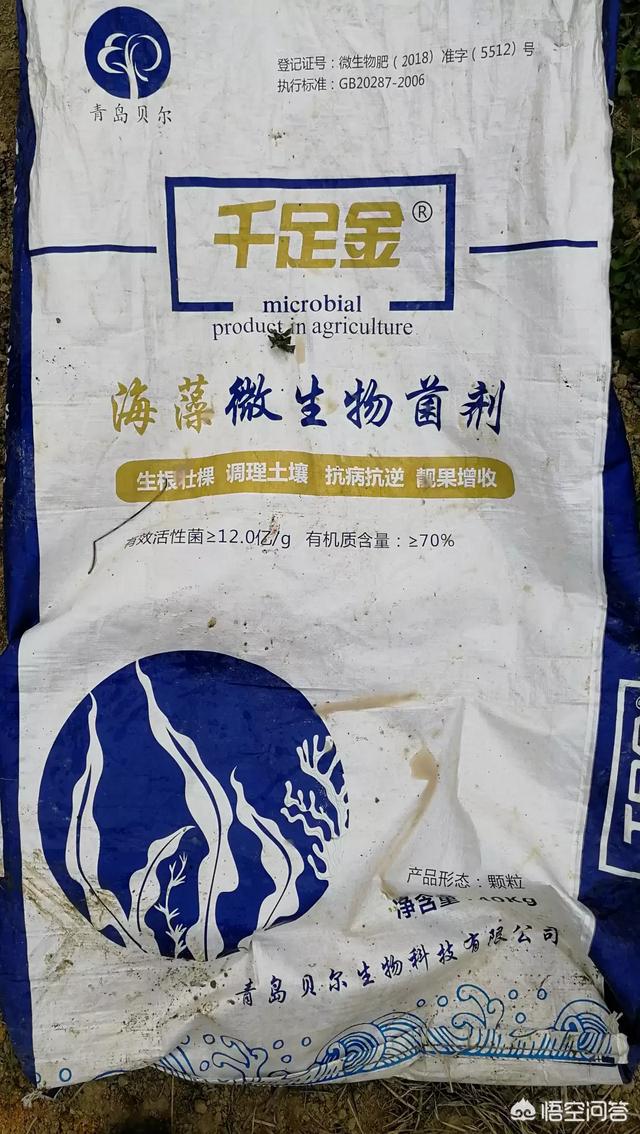 登记证号：微生物肥（2018）准字（5512）号
执行标准：GB20287-2006
青岛贝尔
千足金®
microbial
product in agriculture
海藻微生物菌剂
生根壮棵 调理土壤 抗病抗逆 靓果增收
有效活性菌≥12.0亿/g 有机质含量：≥70%
产品形态：颗粒
净含量：40Kg
青岛贝尔生物科技有限公司
悟空问答